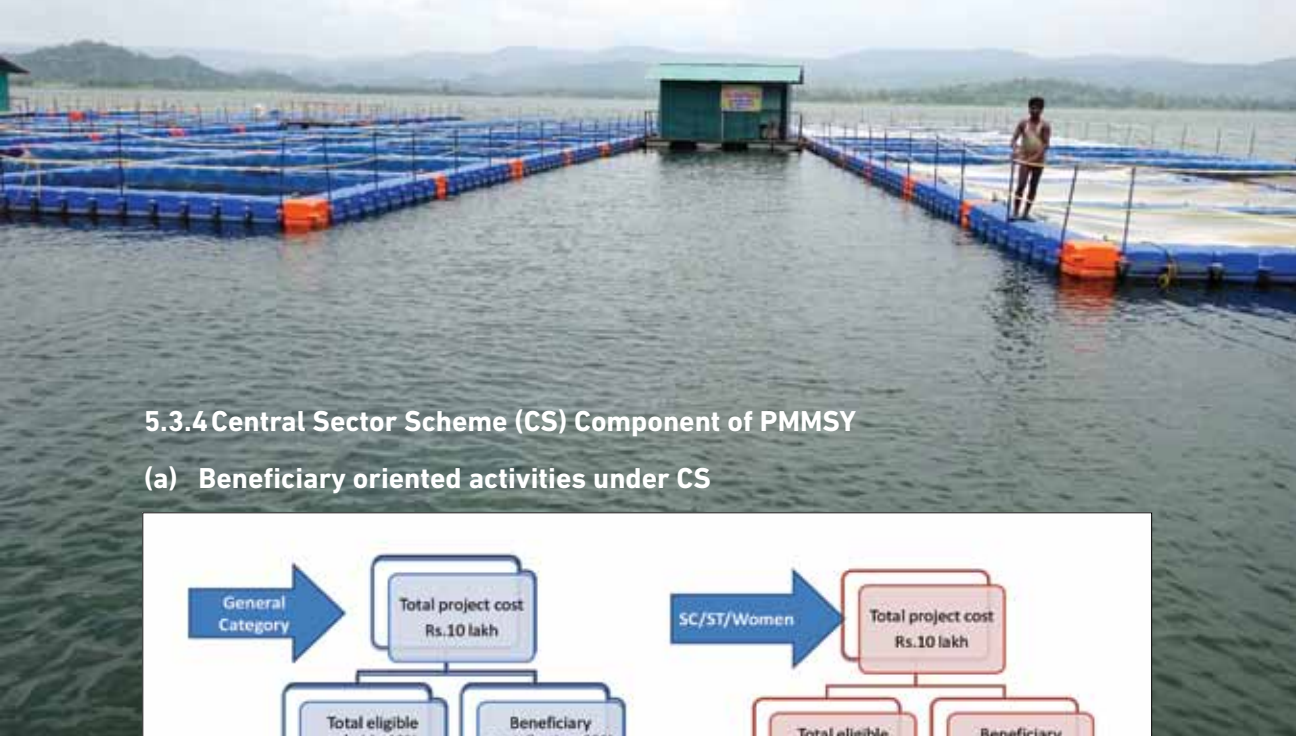 5.3.4 Central Sector Scheme (CS) Component of PMMSY
(a) Beneficiary oriented activities under CS
General
Category
Total project cost
Rs.10 lakh
Total eligible
Beneficiary
SC/ST/Women
Total project cost
Rs.10 lakh
Total eligible
Beneficiary